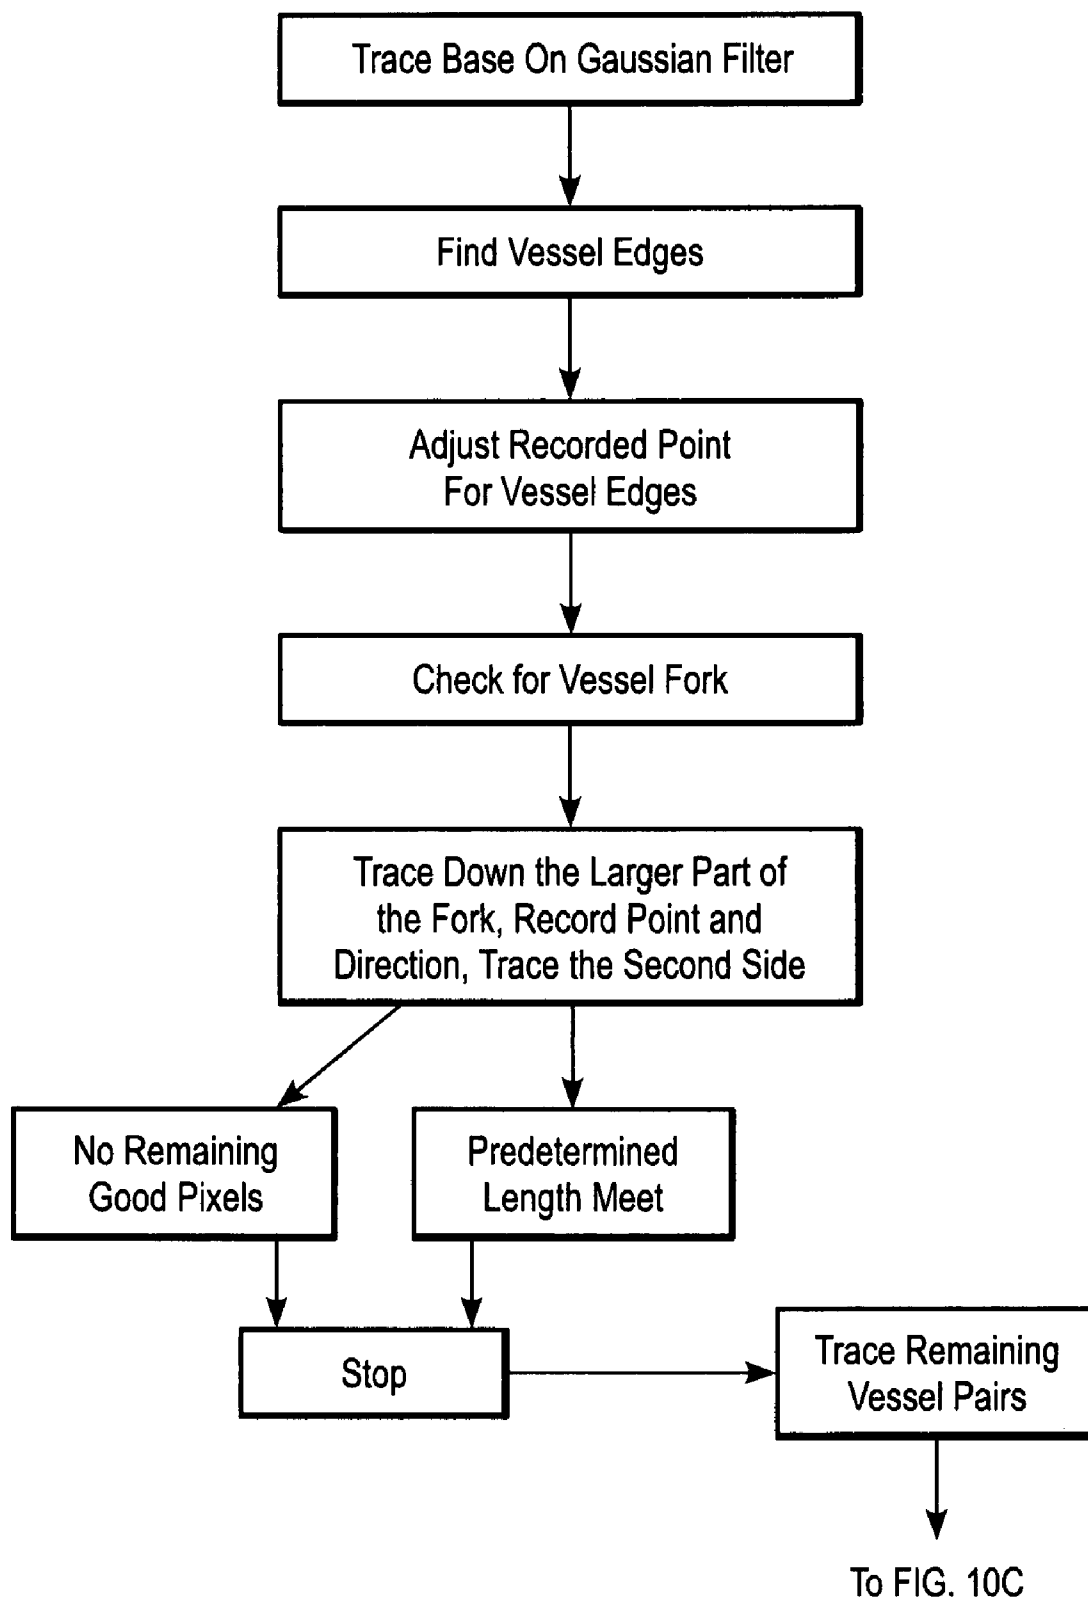 Trace Base On Gaussian Filter
Find Vessel Edges
Adjust Recorded Point
For Vessel Edges
Check for Vessel Fork
Trace Down the Larger Part of
the Fork, Record Point and
Direction, Trace the Second Side
No Remaining
Good Pixels
Predetermined
Length Meet
Stop
Trace Remaining
Vessel Pairs
To FIG. 10C